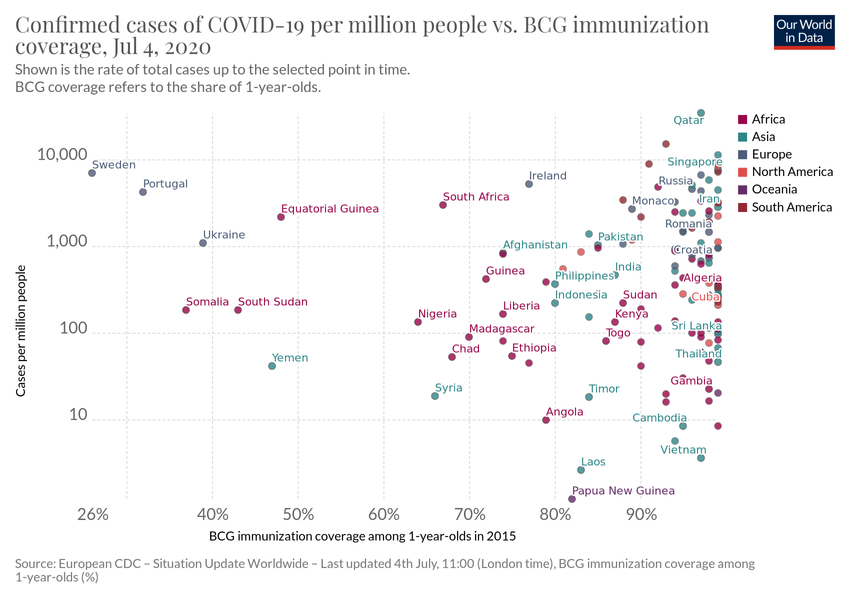 Confirmed cases of COVID-19 per million people vs. BCG immunization
coverage, Jul 4, 2020
Our World
in Data
Shown is the rate of total cases up to the selected point in time.
BCG coverage refers to the share of 1-year-olds.
Qatar
Africa
Asia
Europe
North America
Oceania
South America
10,000
Sweden
Singapore
Portugal
Ireland
Russia
South Africa
Monaco
Iran
Equatorial Guinea
Romania
Ukraine
Pakistan
1,000
Afghanistan
Croatia
Guinea
Philippines
India
Algeria
Somalia
South Sudan
Liberia
Indonesia
Sudan
Cuba
Nigeria
Kenya
Sri Lanka
100
Madagascar
Togo
Chad
Ethiopia
Thailand
Yemen
Syria
Timor
Gambia
10
Angola
Cambodia
Laos
Vietnam
Papua New Guinea
Cases per million people
26%
40%
50%
60%
70%
80%
90%
BCG immunization coverage among 1-year-olds in 2015
Source: European CDC – Situation Update Worldwide – Last updated 4th July, 11:00 (London time), BCG immunization coverage among
1-year-olds (%)